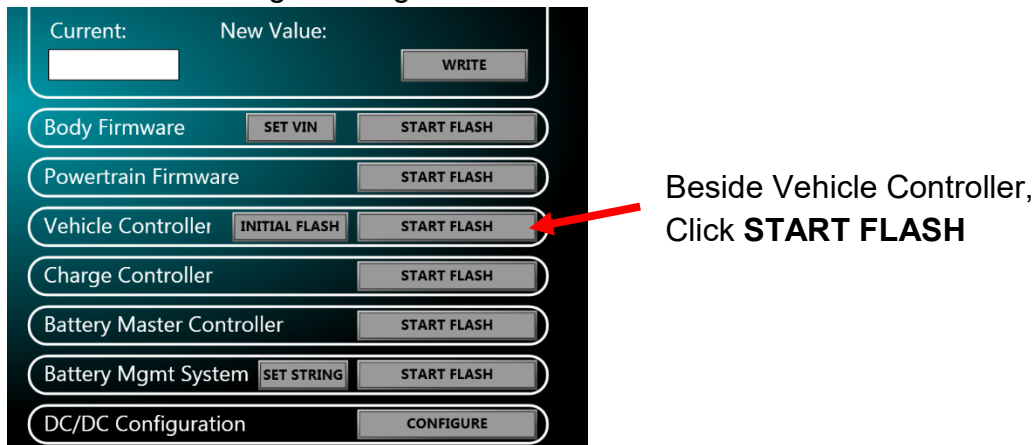 Current: New Value:
WRITE
Body Firmware SET VIN START FLASH
Powertrain Firmware START FLASH
Vehicle Controller INITIAL FLASH START FLASH
Beside Vehicle Controller,
Click START FLASH
Charge Controller START FLASH
Battery Master Controller START FLASH
Battery Mgmt System SET STRING START FLASH
DC/DC Configuration CONFIGURE